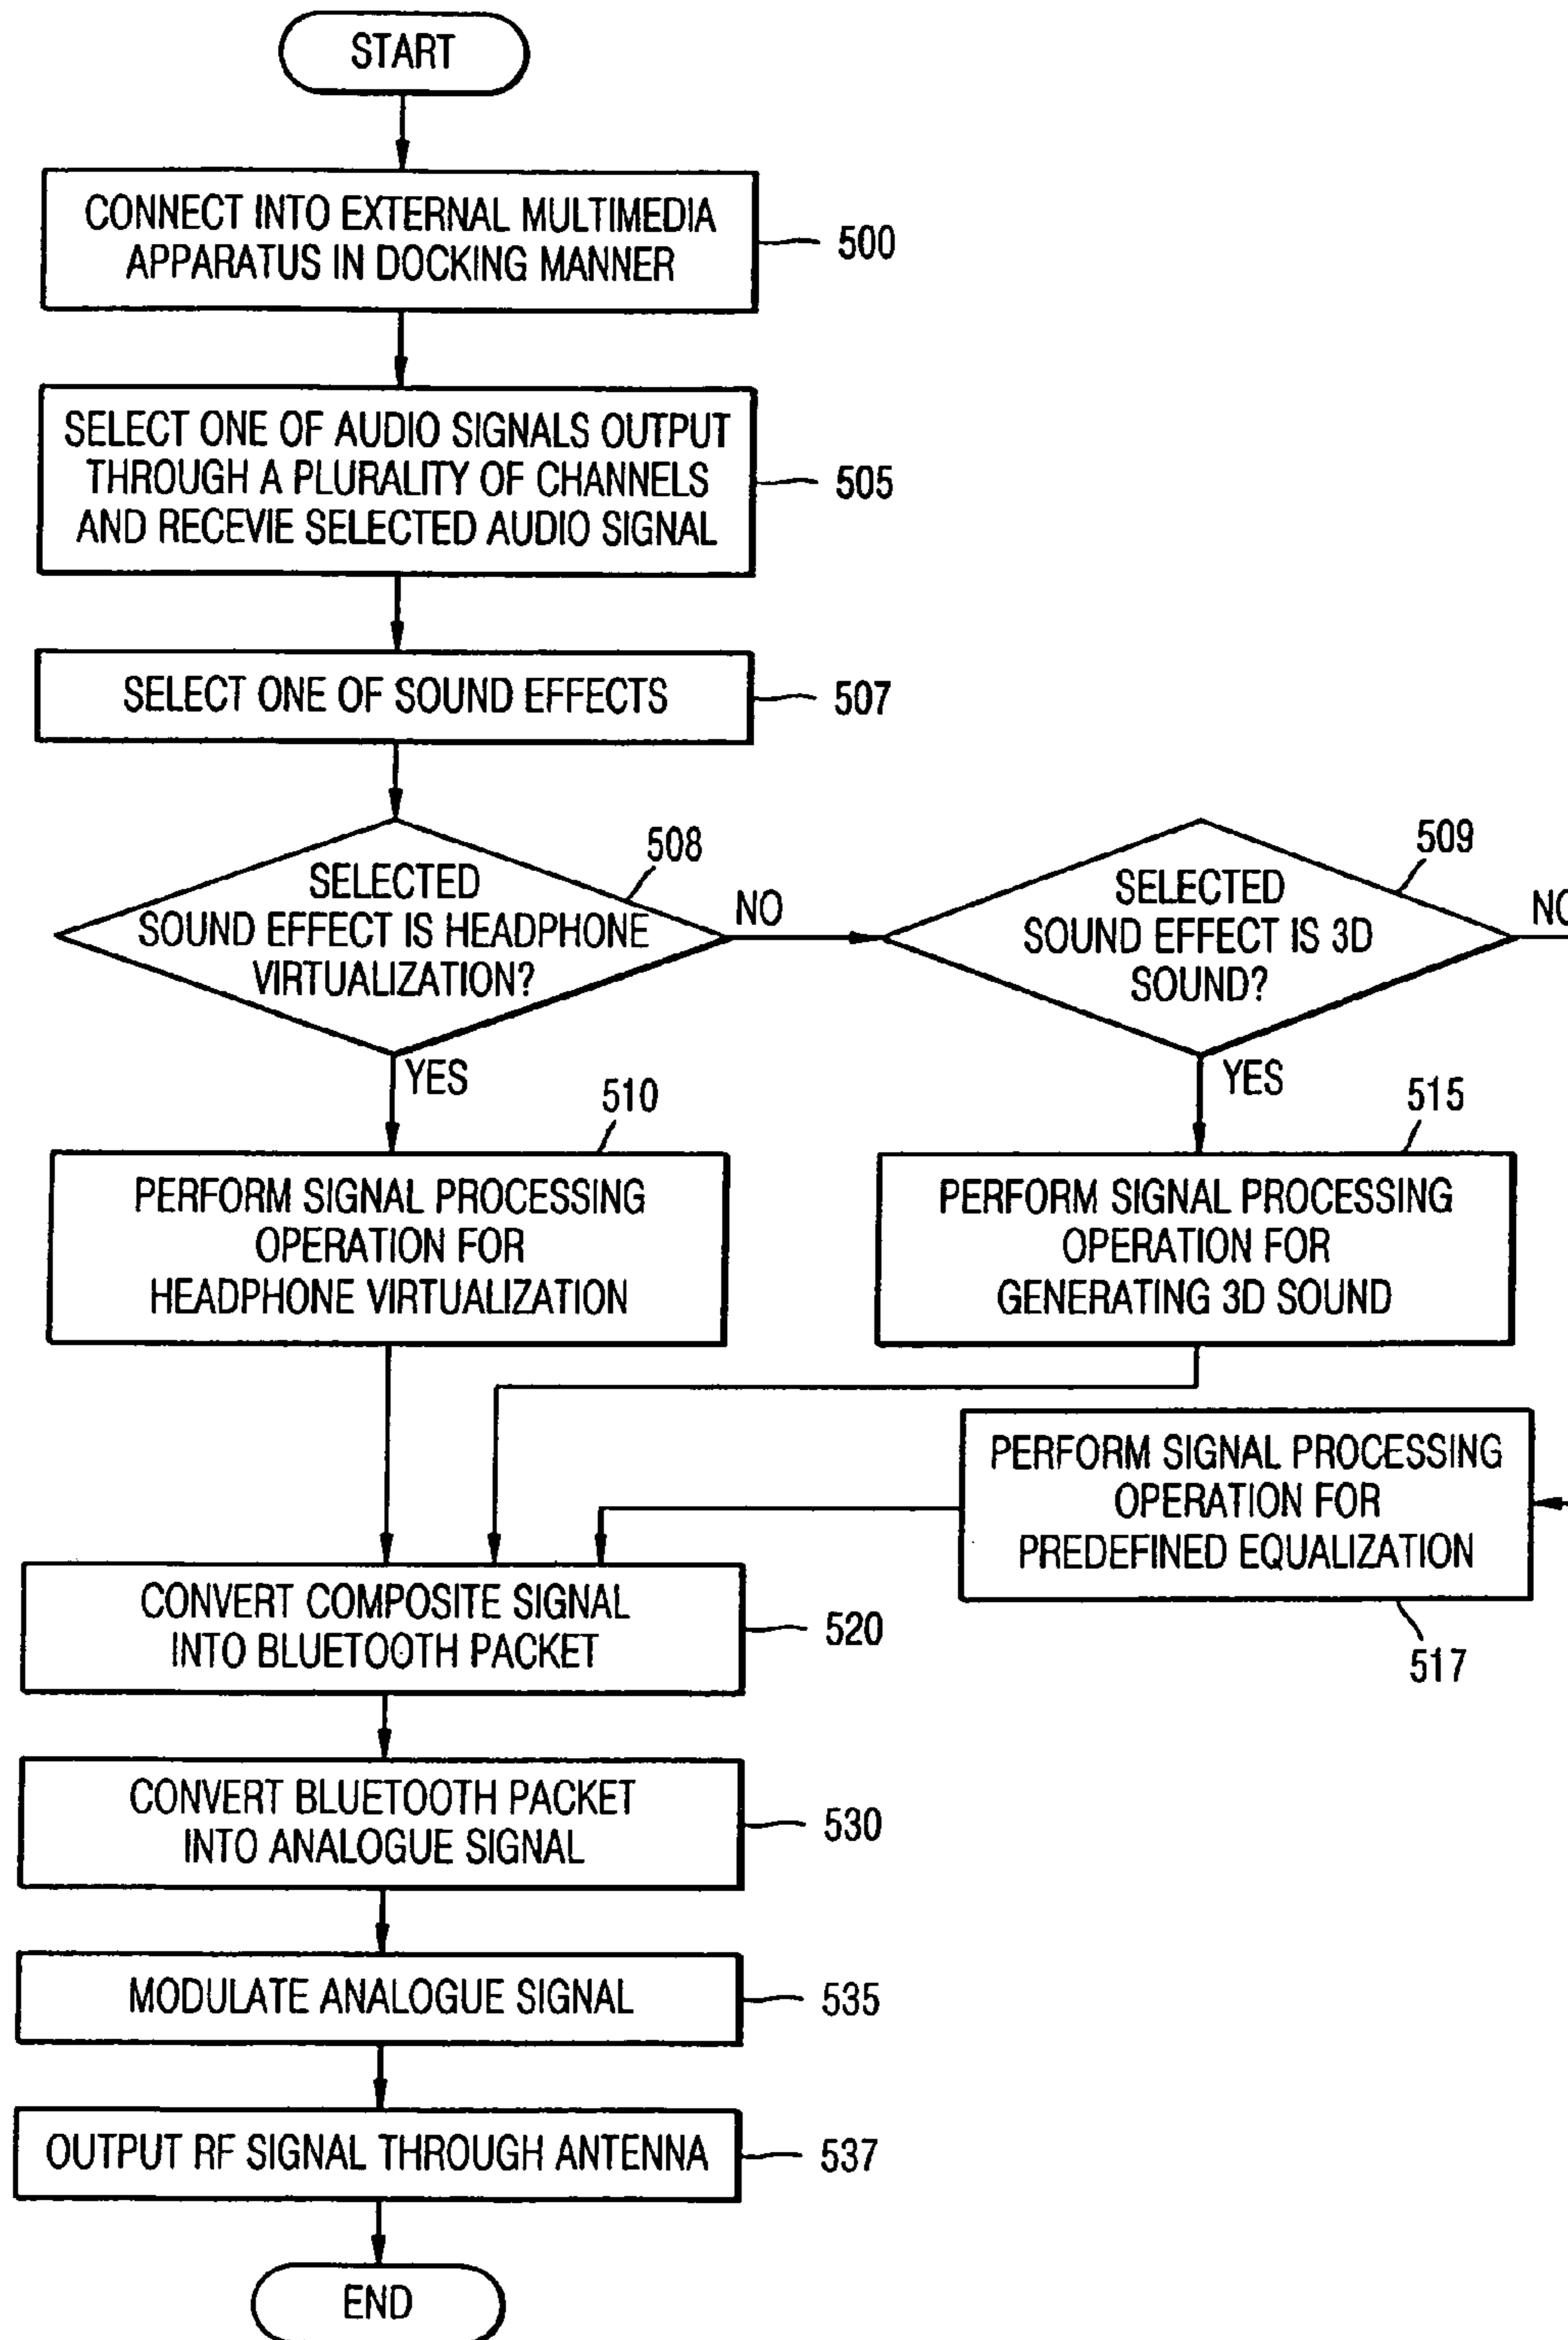 START
CONNECT INTO EXTERNAL MULTIMEDIA
APPARATUS IN DOCKING MANNER
500
SELECT ONE OF AUDIO SIGNALS OUTPUT
THROUGH A PLURALITY OF CHANNELS
AND RECEVIE SELECTED AUDIO SIGNAL
505
SELECT ONE OF SOUND EFFECTS
507
508
SELECTED
SOUND EFFECT IS HEADPHONE
VIRTUALIZATION?
NO
509
SELECTED
SOUND EFFECT IS 3D
SOUND?
NO
YES
YES
510
PERFORM SIGNAL PROCESSING
OPERATION FOR
HEADPHONE VIRTUALIZATION
515
PERFORM SIGNAL PROCESSING
OPERATION FOR
GENERATING 3D SOUND
PERFORM SIGNAL PROCESSING
OPERATION FOR
PREDEFINED EQUALIZATION
517
CONVERT COMPOSITE SIGNAL
INTO BLUETOOTH PACKET
520
CONVERT BLUETOOTH PACKET
INTO ANALOGUE SIGNAL
530
MODULATE ANALOGUE SIGNAL
535
OUTPUT RF SIGNAL THROUGH ANTENNA
537
END